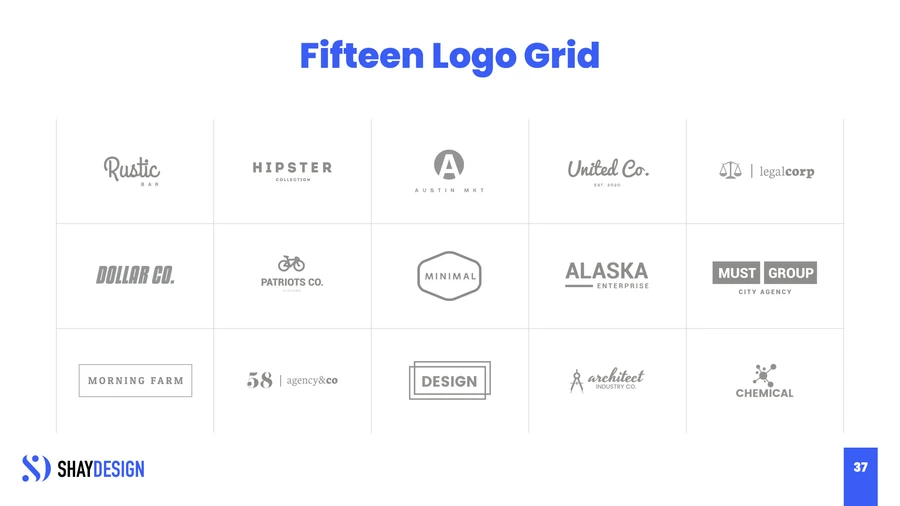 Fifteen Logo Grid
Rustic
BAR
HIPSTER
COLLECTION
A
AUSTIN MKT
United Co.
EST. 2020
legalcorp
DOLLAR CO.
PATRIOTS CO.
MINIMAL
ALASKA
ENTERPRISE
MUST GROUP
CITY AGENCY
MORNING FARM
58 | agency&co
DESIGN
architect
INDUSTRY CO.
CHEMICAL
SHAYDESIGN
37